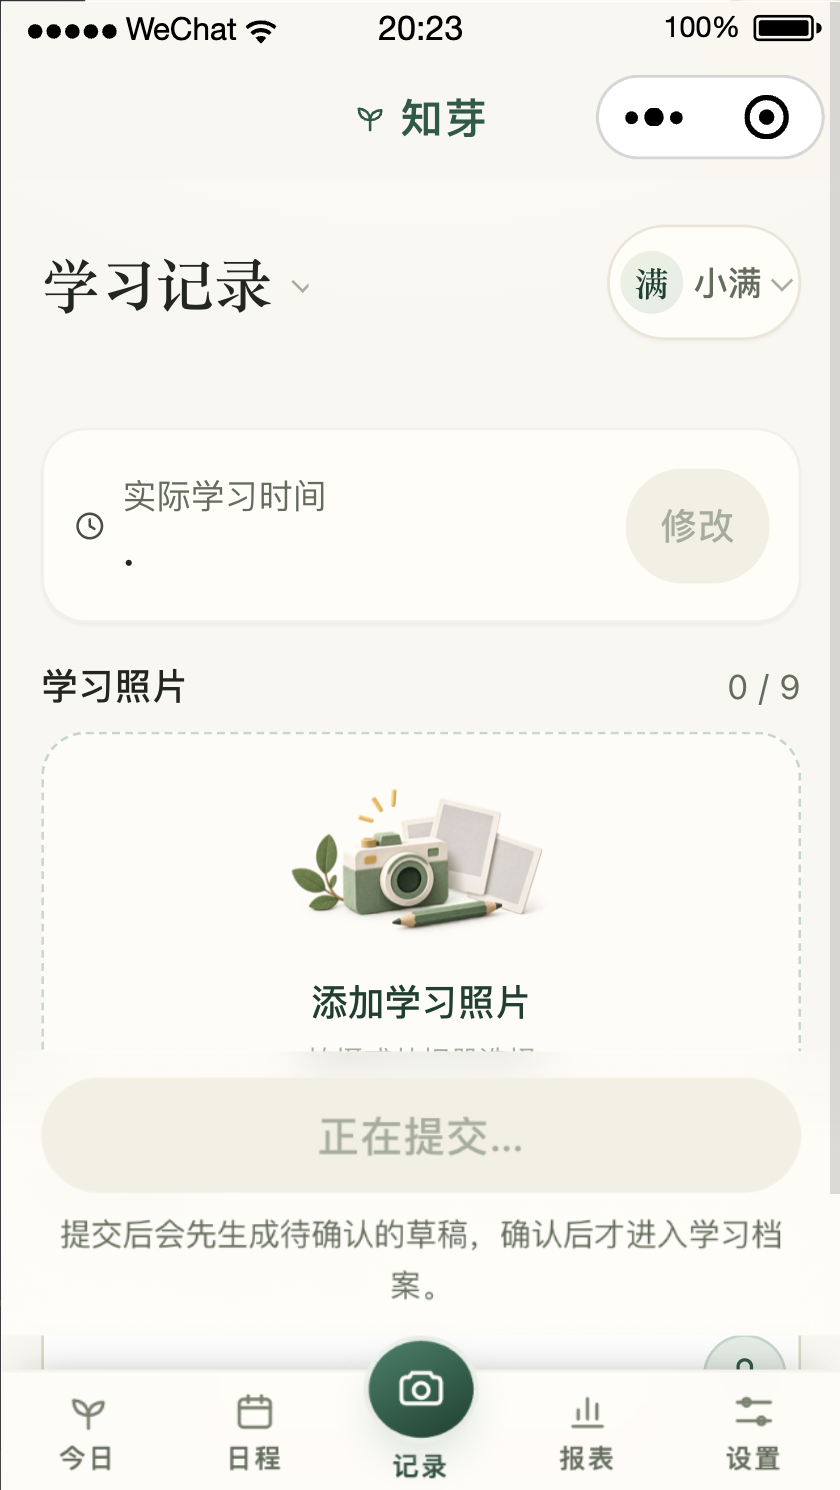 WeChat 20:23 100%
知芽
学习记录
满 小满
实际学习时间
·
修改
学习照片 0 / 9
添加学习照片
正在提交...
提交后会先生成待确认的草稿，确认后才进入学习档
案。
今日 日程 记录 报表 设置